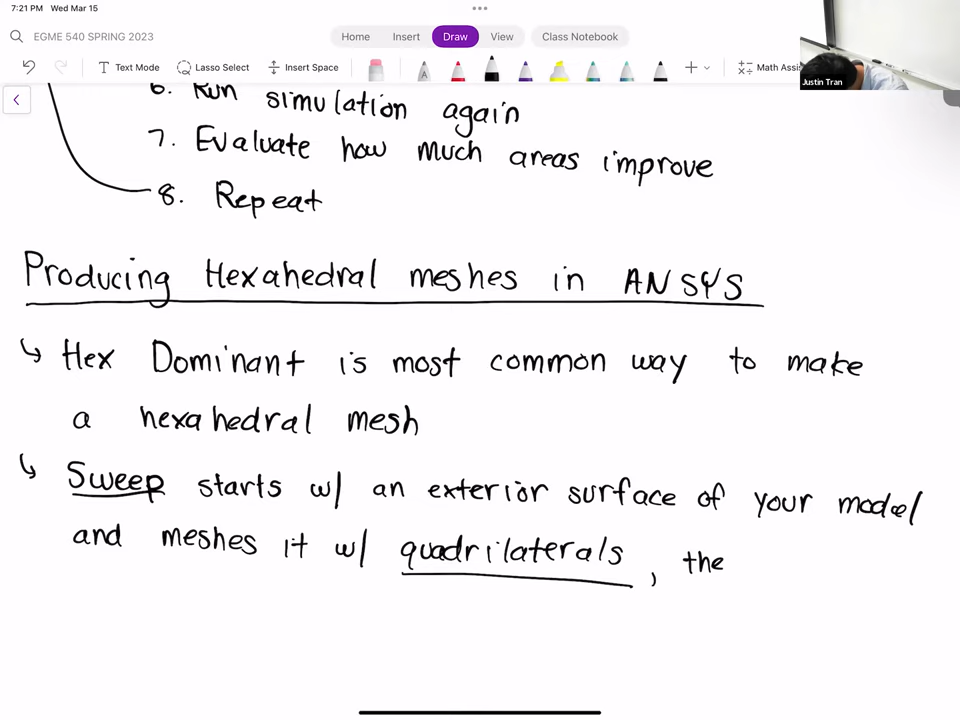 7:21 PM Wed Mar 15
EGME 540 SPRING 2023
Home Insert Draw View Class Notebook
Text Mode Lasso Select Insert Space Math Assi
Justin Tran
6. Run simulation again
7. Evaluate how much areas improve
8. Repeat
Producing Hexahedral meshes in ANSYS
↳ Hex Dominant is most common way to make
a hexahedral mesh
↳ Sweep starts w/ an exterior surface of your model
and meshes it w/ quadrilaterals, the